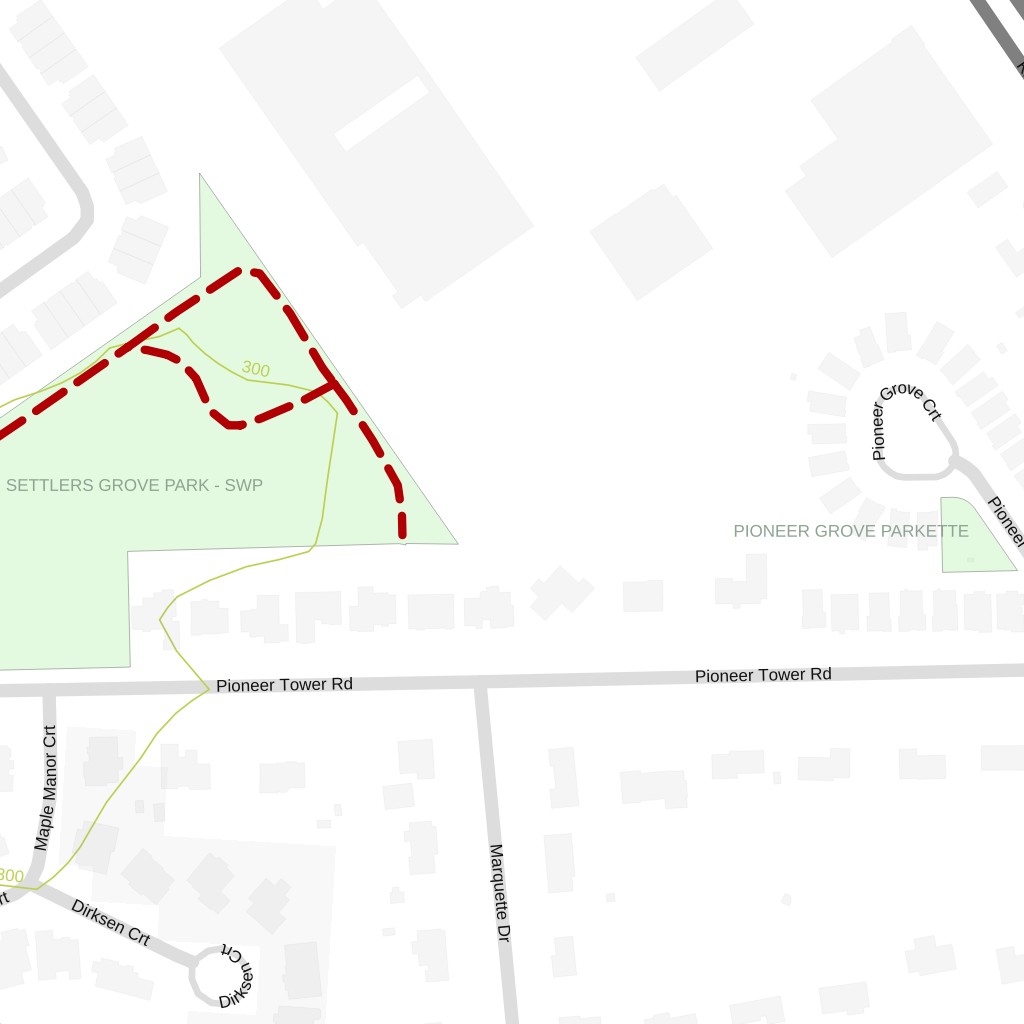 300
Pioneer Grove Crt
SETTLERS GROVE PARK - SWP
PIONEER GROVE PARKETTE
Pioneer
Pioneer Tower Rd
Pioneer Tower Rd
Maple Manor Crt
Marquette Dr
300
Dirksen Crt
Dirksen Crt